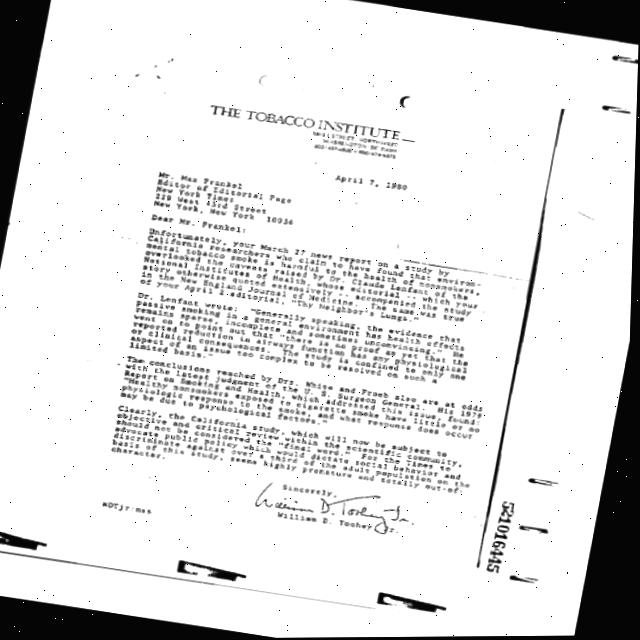 THE TOBACCO INSTITUTE
April 7, 1980
Mr. Max Frankel
Editor of Editorial Page
New York Times
229 West 43rd Street
New York, New York 10036
Dear Mr. Frankel:
Unfortunately, your March 27 news report on a study by
California researchers who claim to have found that environ-
mental tobacco smoke is harmful to the health of nonsmokers,
overlooked the caveats raised by Dr. Claude Lenfant of the
National Institutes of Health, whose editorial -- which your
story otherwise quoted extensively -- accompanied the study
in the New England Journal of Medicine. The same was true
of your April 2 editorial, "Thy Neighbor's Lungs."
Dr. Lenfant wrote: "Generally speaking, the evidence that
passive smoking in a general environment has health effects
remains sparse, incomplete and sometimes unconvincing." He
went on to point out that "there is no proof as yet that the
reported reduction in airways function has any physiological
or clinical consequences. The study is confined to only one
aspect of an issue too complex to be resolved on such a
limited basis."
The conclusions reached by Drs. White and Froeb also are at odds
with the latest judgment of the U. S. Surgeon General. His 1979
Report on Smoking and Health, which addressed this issue, found:
"Healthy nonsmokers exposed to cigarette smoke have little or no
physiologic response to the smoke, and what response does occur
may be due to psychological factors."
Clearly, the California study, which will now be subject to
objective and critical review within the scientific community,
should not be considered the "final word." For the Times to
advocate public policy which would dictate social behavior and
discriminate against over a third of the adult population on the
basis of this study, seems highly premature and totally out-of-
character.
Sincerely,
William D. Toohey, Jr.
William D. Toohey, Jr.
WDTjr:mas
521016445